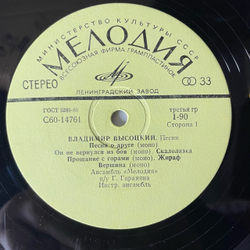 МИНИСТЕРСТВО КУЛЬТУРЫ СССР
МЕЛОДИЯ
ВСЕСОЮЗНАЯ ФИРМА ГРАМПЛАСТИНОК
СТЕРЕО
33
ЛЕНИНГРАДСКИЙ ЗАВОД
ГОСТ 5289-80
С60-14761
третья гр.
1-90
Сторона 1
ВЛАДИМИР ВЫСОЦКИЙ. Песни
Песня о друге (моно)
Он не вернулся из боя (моно). Скалолазка
Прощание с горами (моно). Жираф
Вершина (моно)
Ансамбль «Мелодия»
п/у Г. Гараняна
Инстр. ансамбль